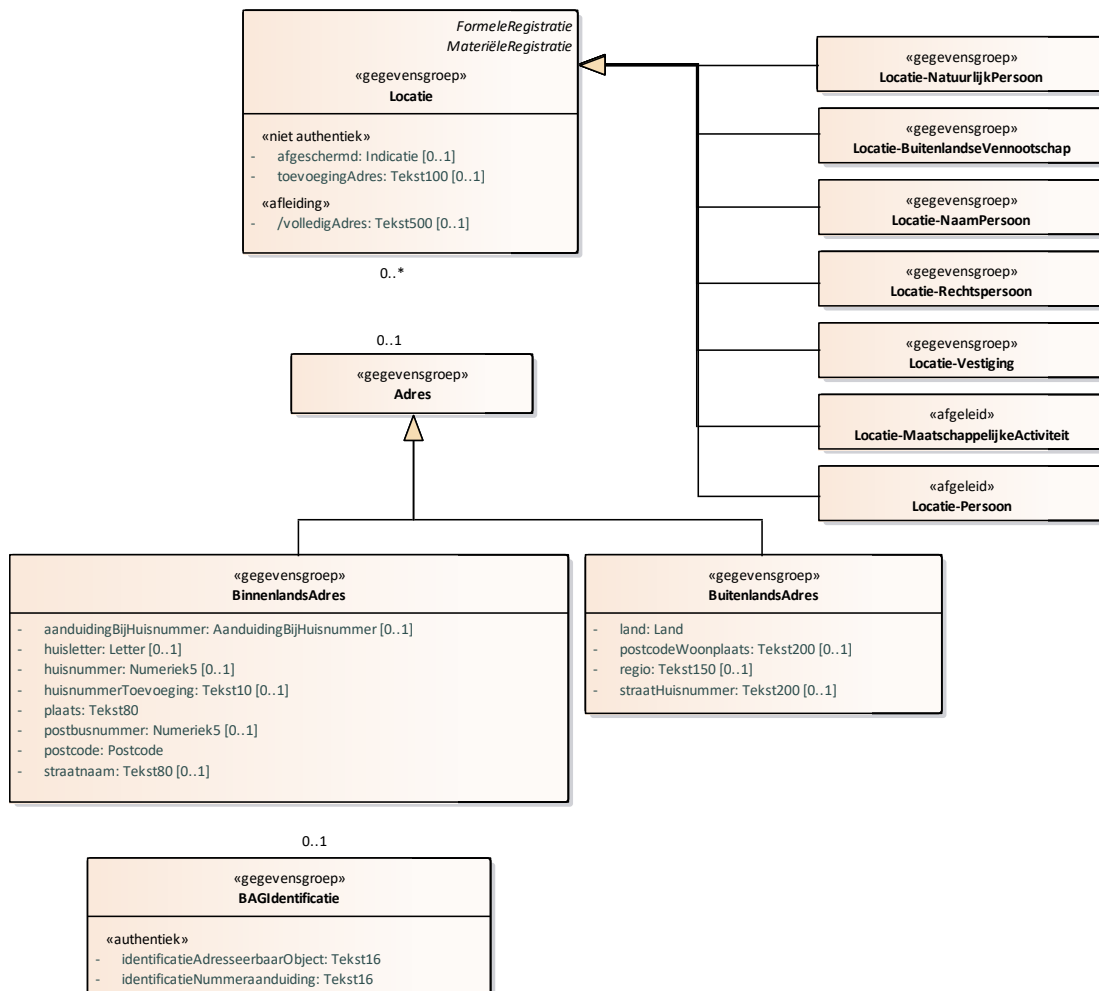 FormeleRegistratie
MateriëleRegistratie
«gegevensgroep»
Locatie
«niet authentiek»
- afgeschermd: Indicatie [0..1]
- toevoegingAdres: Tekst100 [0..1]
«afleiding»
- /volledigAdres: Tekst500 [0..1]
0..*
0..1
«gegevensgroep»
Adres
«gegevensgroep»
Locatie-NatuurlijkPersoon
«gegevensgroep»
Locatie-BuitenlandseVennootschap
«gegevensgroep»
Locatie-NaamPersoon
«gegevensgroep»
Locatie-Rechtspersoon
«gegevensgroep»
Locatie-Vestiging
«afgeleid»
Locatie-MaatschappelijkeActiviteit
«afgeleid»
Locatie-Persoon
«gegevensgroep»
BinnenlandsAdres
- aanduidingBijHuisnummer: AanduidingBijHuisnummer [0..1]
- huisletter: Letter [0..1]
- huisnummer: Numeriek5 [0..1]
- huisnummerToevoeging: Tekst10 [0..1]
- plaats: Tekst80
- postbusnummer: Numeriek5 [0..1]
- postcode: Postcode
- straatnaam: Tekst80 [0..1]
«gegevensgroep»
BuitenlandsAdres
- land: Land
- postcodeWoonplaats: Tekst200 [0..1]
- regio: Tekst150 [0..1]
- straatHuisnummer: Tekst200 [0..1]
0..1
«gegevensgroep»
BAGIdentificatie
«authentiek»
- identificatieAdresseerbaarObject: Tekst16
- identificatieNummeraanduiding: Tekst16